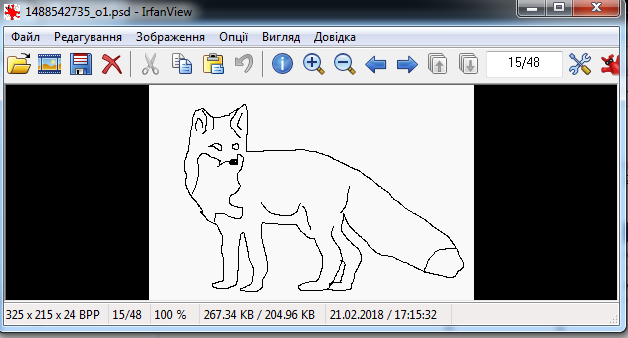 1488542735_o1.psd - IrfanView
Файл Редагування Зображення Опції Вигляд Довідка
15/48
325 x 215 x 24 BPP 15/48 100 % 267.34 KB / 204.96 KB 21.02.2018 / 17:15:32